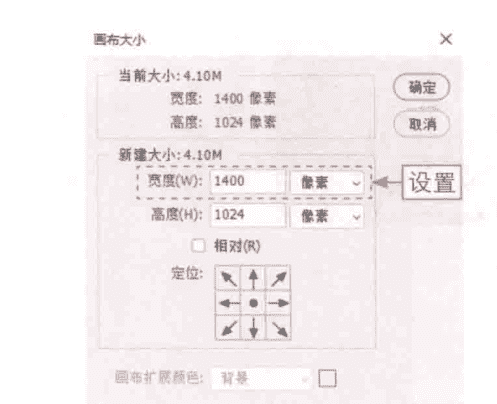 画布大小
当前大小:4.10M
宽度: 1400 像素
高度: 1024 像素
确定
取消
新建大小:4.10M
宽度(W): 1400 像素
设置
高度(H): 1024 像素
相对(R)
定位:
画布扩展颜色: 背景